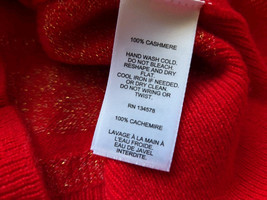 100% CASHMERE
HAND WASH COLD.
DO NOT BLEACH.
RESHAPE AND DRY
FLAT.
COOL IRON IF NEEDED.
OR DRY CLEAN.
DO NOT WRING OR
TWIST.
RN 134678
100% CACHEMIRE
LAVAGE À LA MAIN À
L'EAU FROIDE.
EAU DE JAVEL
INTERDITE.